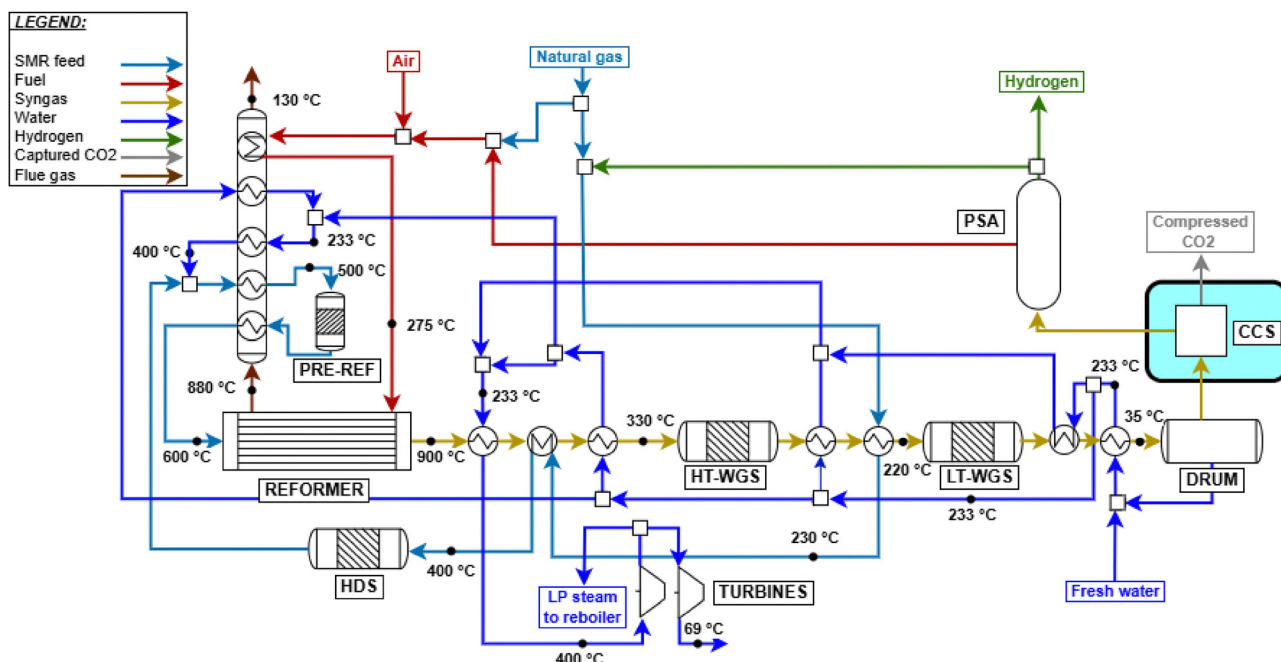 LEGEND:
SMR feed
Fuel
Syngas
Water
Hydrogen
Captured CO2
Flue gas
Air
Natural gas
Hydrogen
130 °C
PSA
Compressed
CO2
233 °C
400 °C
500 °C
275 °C
CCS
PRE-REF
880 °C
233 °C
233 °C
330 °C
35 °C
600 °C
900 °C
HT-WGS
220 °C
LT-WGS
DRUM
REFORMER
233 °C
230 °C
400 °C
HDS
LP steam
to reboiler
TURBINES
Fresh water
69 °C
400 °C